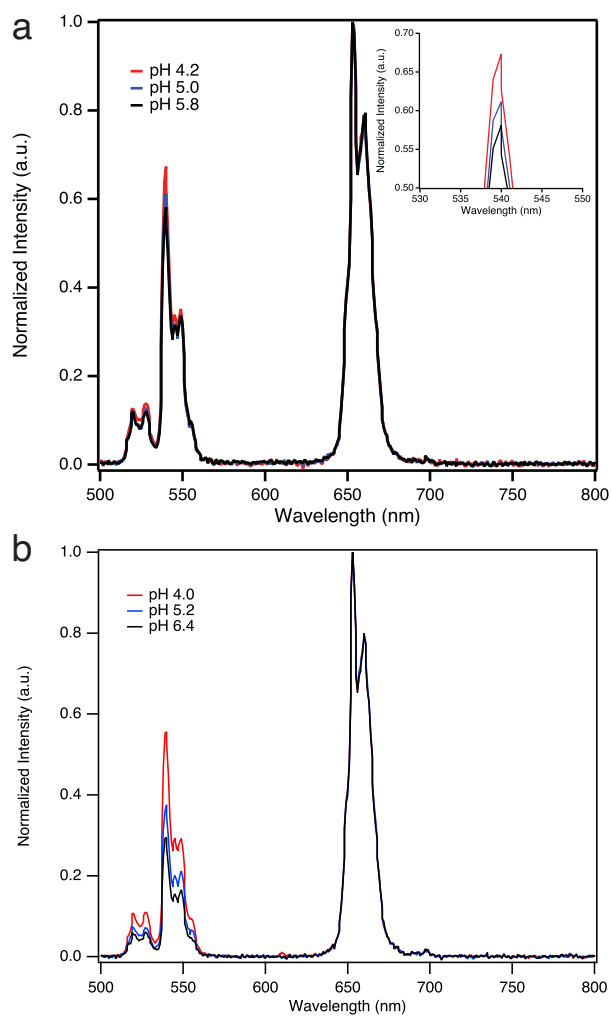 a
Normalized Intensity (a.u.)
1.0
0.8
0.6
0.4
0.2
0.0
pH 4.2
pH 5.0
pH 5.8
Normalized Intensity (a.u.)
0.70
0.65
0.60
0.55
0.50
530 535 540 545 550
Wavelength (nm)
500 550 600 650 700 750 800
Wavelength (nm)
b
Normalized Intensity (a.u.)
1.0
0.8
0.6
0.4
0.2
0.0
pH 4.0
pH 5.2
pH 6.4
500 550 600 650 700 750 800
Wavelength (nm)